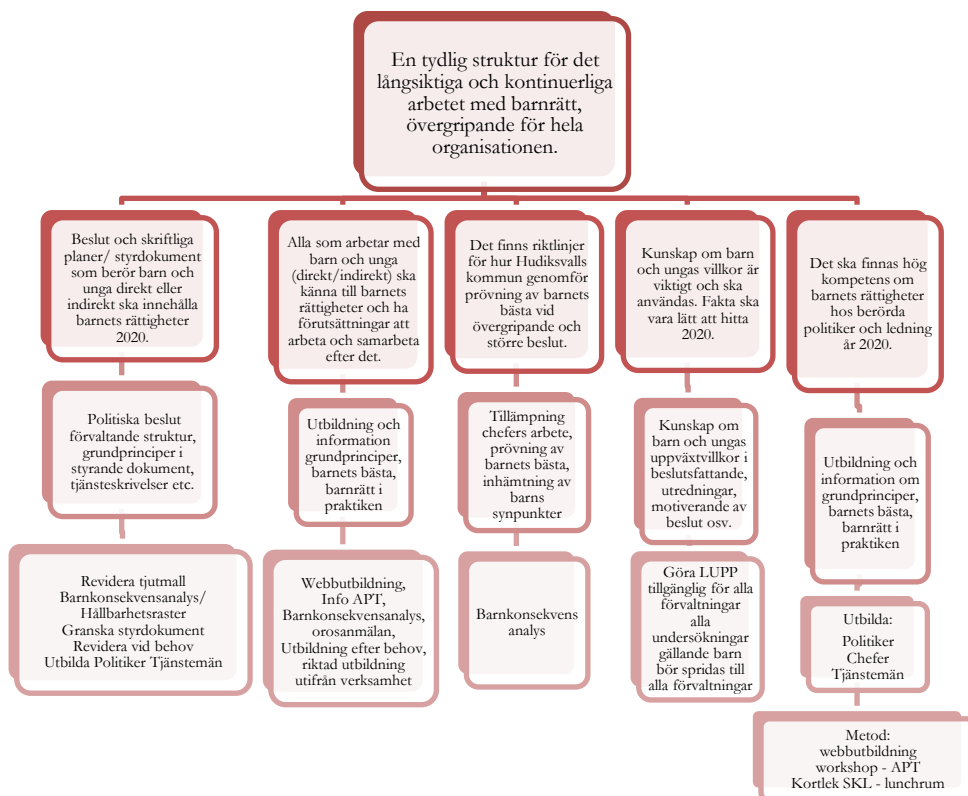 En tydlig struktur för det
långsiktiga och kontinuerliga
arbetet med barnrätt,
övergripande för hela
organisationen.
Beslut och skriftliga
planer/ styrdokument
som berör barn och
unga direkt eller
indirekt ska innehålla
barnets rättigheter
2020.
Alla som arbetar med
barn och unga
(direkt/indirekt) ska
känna till barnets
rättigheter och ha
förutsättningar att
arbeta och samarbeta
efter det.
Det finns riktlinjer
för hur Hudiksvalls
kommun genomför
prövning av barnets
bästa vid
övergripande och
större beslut.
Kunskap om barn
och ungas villkor är
viktigt och ska
användas. Fakta ska
vara lätt att hitta
2020.
Det ska finnas hög
kompetens om
barnets rättigheter
hos berörda
politiker och ledning
år 2020.
Politiska beslut
förvaltande struktur,
grundprinciper i
styrande dokument,
tjänsteskrivelser etc.
Utbildning och
information
grundprinciper,
barnets bästa,
barnrätt i
praktiken
Tillämpning
chefers arbete,
prövning av
barnets bästa,
inhämtning av
barns
synpunkter
Kunskap om
barn och ungas
uppväxtvillkor i
beslutsfattande,
utredningar,
motiverande av
beslut osv.
Utbildning och
information om
grundprinciper,
barnets bästa,
barnrätt i
praktiken
Revidera tjutmall
Barnkonsekvensanalys/
Hållbarhetsraster
Granska styrdokument
Revidera vid behov
Utbilda Politiker Tjänstemän
Webbutbildning,
Info APT,
Barnkonsekvensanalys,
orosanmälan,
Utbildning efter behov,
riktad utbildning
utifrån verksamhet
Barnkonsekvens
analys
Göra LUPP
tillgänglig för alla
förvaltningar
alla
undersökningar
gällande barn
bör spridas till
alla förvaltningar
Utbilda:
Politiker
Chefer
Tjänstemän
Metod:
webbutbildning
workshop - APT
Kortlek SKL - lunchrum